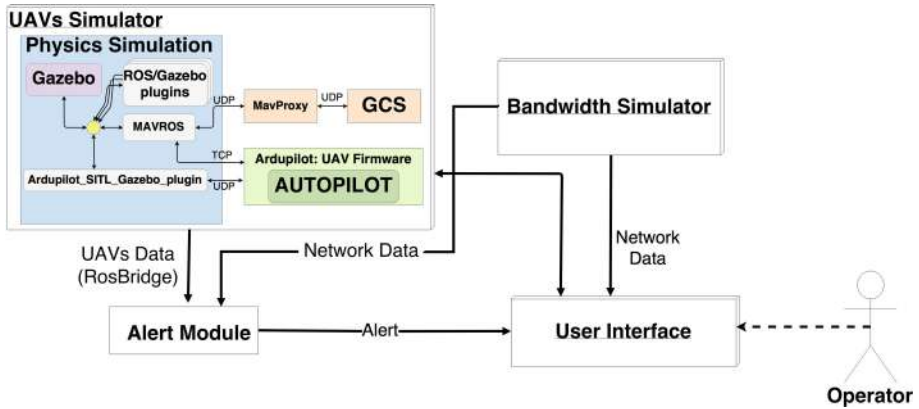 UAVs Simulator
Physics Simulation
Gazebo
ROS/Gazebo
plugins
UDP
MavProxy
UDP
GCS
Bandwidth Simulator
MAVROS
TCP
Ardupilot: UAV Firmware
AUTOPILOT
Ardupilot_SITL_Gazebo_plugin
UDP
UAVs Data
(RosBridge)
Network Data
Network
Data
Alert Module
Alert
User Interface
Operator